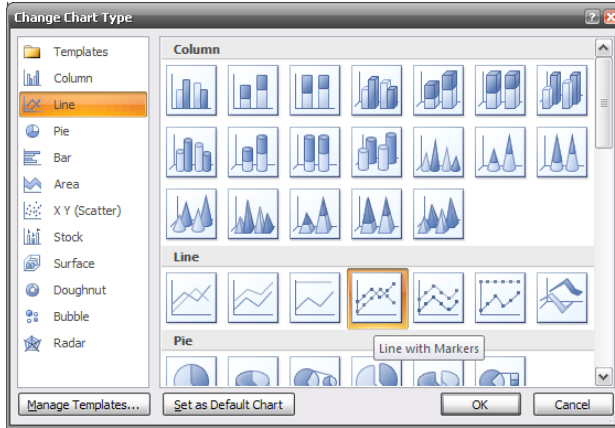 Change Chart Type
Templates
Column
Line
Pie
Bar
Area
X Y (Scatter)
Stock
Surface
Doughnut
Bubble
Radar
Column
Line
Line with Markers
Pie
Manage Templates...
Set as Default Chart
OK
Cancel